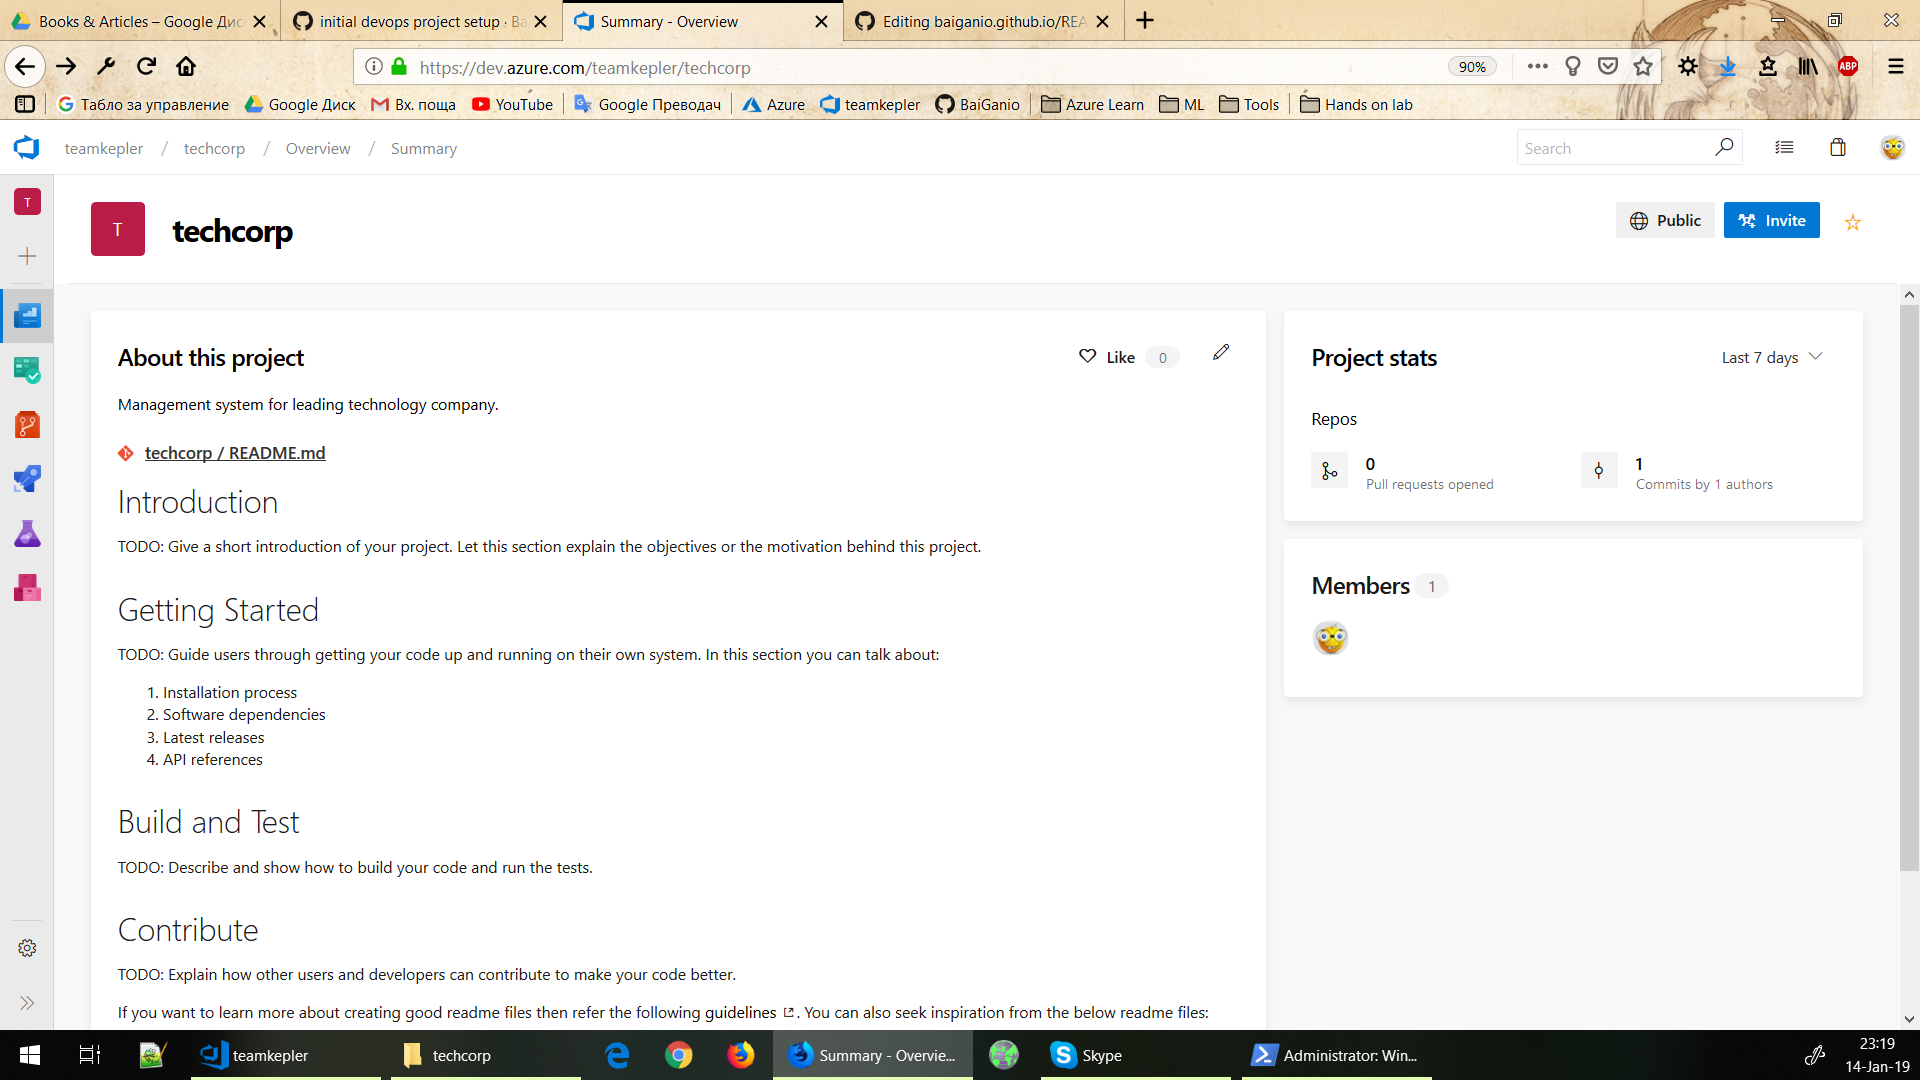 Books & Articles – Google Дис
initial devops project setup · Ba
Summary - Overview
Editing baiganio.github.io/REA
https://dev.azure.com/teamkepler/techcorp
90%
ABP
Табло за управление
Google Диск
Вх. поща
YouTube
Google Преводач
Azure
teamkepler
BaiGanio
Azure Learn
ML
Tools
Hands on lab
teamkepler / techcorp / Overview / Summary
Search
T
T
techcorp
Public
Invite
About this project
Like 0
Management system for leading technology company.
techcorp / README.md
Introduction
TODO: Give a short introduction of your project. Let this section explain the objectives or the motivation behind this project.
Getting Started
TODO: Guide users through getting your code up and running on their own system. In this section you can talk about:
1. Installation process
2. Software dependencies
3. Latest releases
4. API references
Build and Test
TODO: Describe and show how to build your code and run the tests.
Contribute
TODO: Explain how other users and developers can contribute to make your code better.
If you want to learn more about creating good readme files then refer the following guidelines . You can also seek inspiration from the below readme files:
Project stats
Last 7 days
Repos
0
Pull requests opened
1
Commits by 1 authors
Members 1
teamkepler
techcorp
Summary - Overvie...
Skype
Administrator: Win...
23:19
14-Jan-19